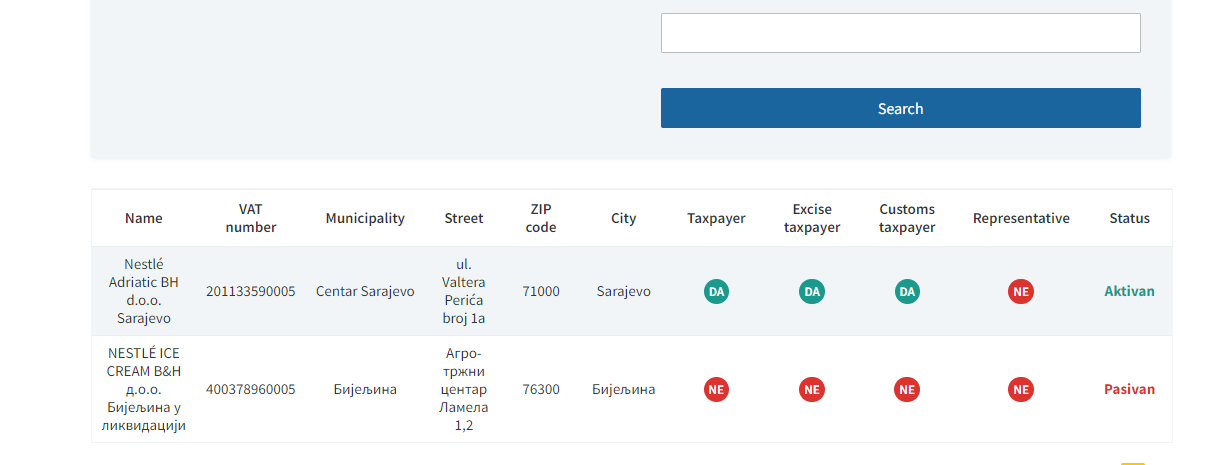 Search
Name VAT number Municipality Street ZIP code City Taxpayer Excise taxpayer Customs taxpayer Representative Status
Nestlé Adriatic BH d.o.o. Sarajevo 201133590005 Centar Sarajevo ul. Valtera Perića broj 1a 71000 Sarajevo DA DA DA NE Aktivan
NESTLÉ ICE CREAM B&H д.о.о. Бијељина у ликвидацији 400378960005 Бијељина Агро-тржни центар Ламела 1,2 76300 Бијељина NE NE NE NE Pasivan